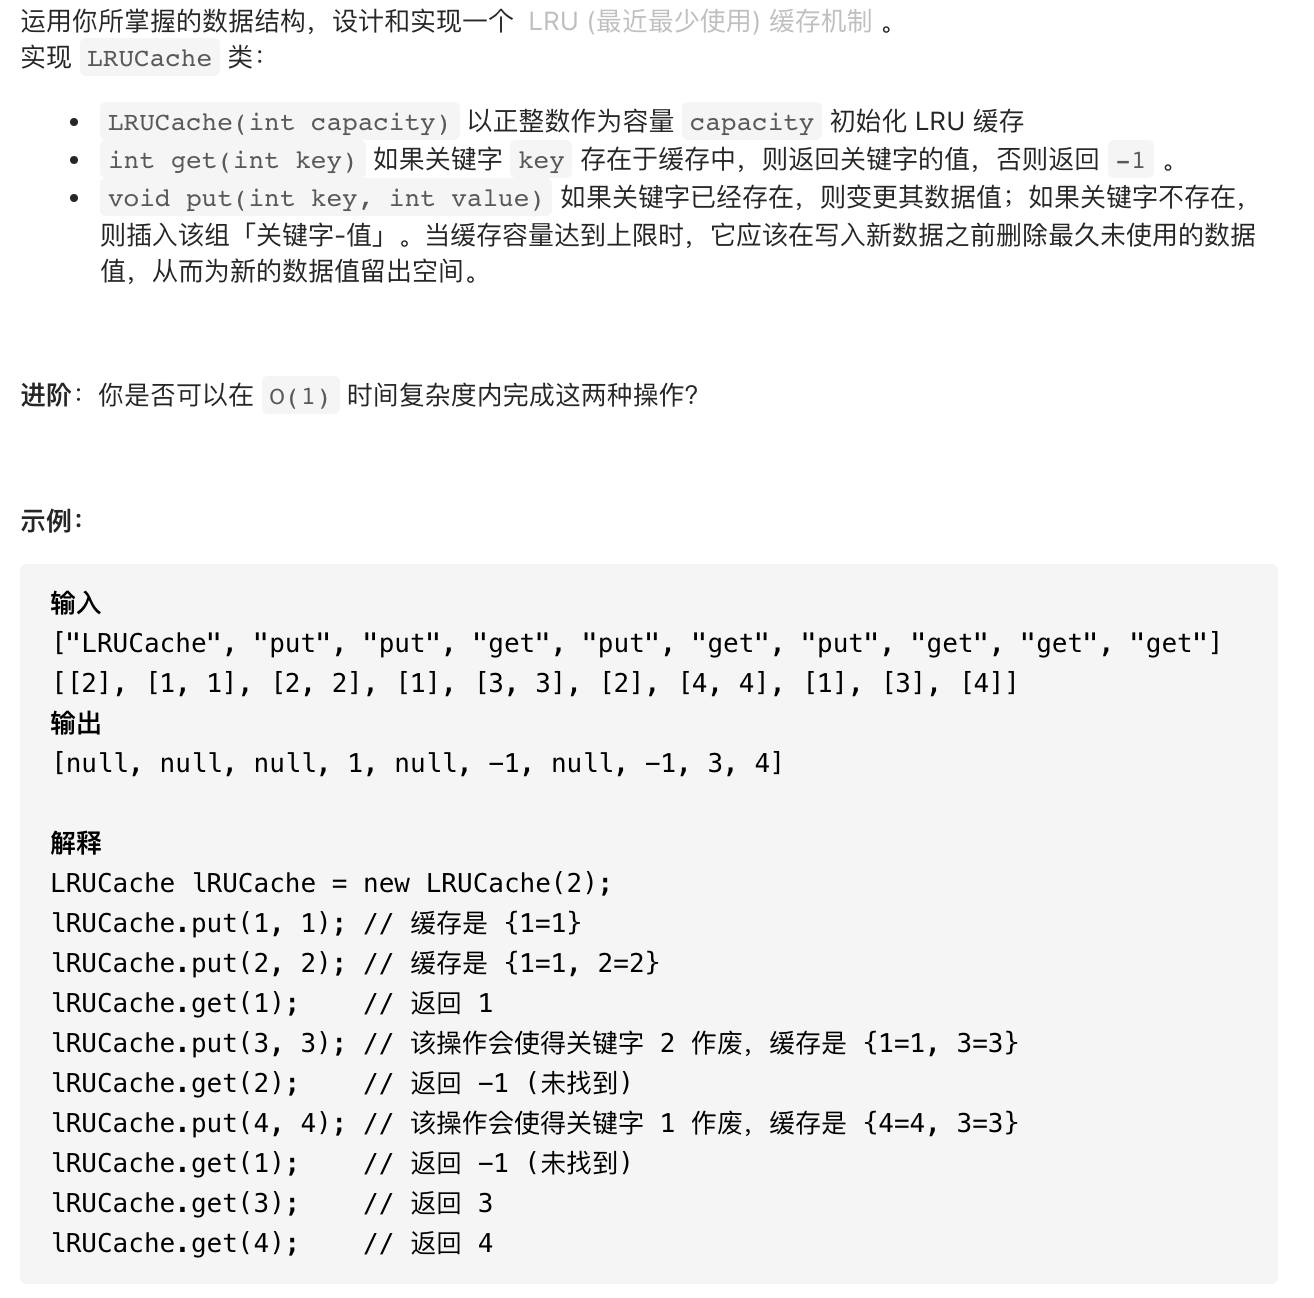 运用你所掌握的数据结构，设计和实现一个 LRU (最近最少使用) 缓存机制 。
实现 LRUCache 类：
• LRUCache(int capacity) 以正整数作为容量 capacity 初始化 LRU 缓存
• int get(int key) 如果关键字 key 存在于缓存中，则返回关键字的值，否则返回 -1 。
• void put(int key, int value) 如果关键字已经存在，则变更其数据值；如果关键字不存在，
则插入该组「关键字-值」。当缓存容量达到上限时，它应该在写入新数据之前删除最久未使用的数据
值，从而为新的数据值留出空间。
进阶：你是否可以在 O(1) 时间复杂度内完成这两种操作？
示例：
输入
["LRUCache", "put", "put", "get", "put", "get", "put", "get", "get", "get"]
[[2], [1, 1], [2, 2], [1], [3, 3], [2], [4, 4], [1], [3], [4]]
输出
[null, null, null, 1, null, -1, null, -1, 3, 4]
解释
LRUCache lRUCache = new LRUCache(2);
lRUCache.put(1, 1); // 缓存是 {1=1}
lRUCache.put(2, 2); // 缓存是 {1=1, 2=2}
lRUCache.get(1);    // 返回 1
lRUCache.put(3, 3); // 该操作会使得关键字 2 作废，缓存是 {1=1, 3=3}
lRUCache.get(2);    // 返回 -1 (未找到)
lRUCache.put(4, 4); // 该操作会使得关键字 1 作废，缓存是 {4=4, 3=3}
lRUCache.get(1);    // 返回 -1 (未找到)
lRUCache.get(3);    // 返回 3
lRUCache.get(4);    // 返回 4